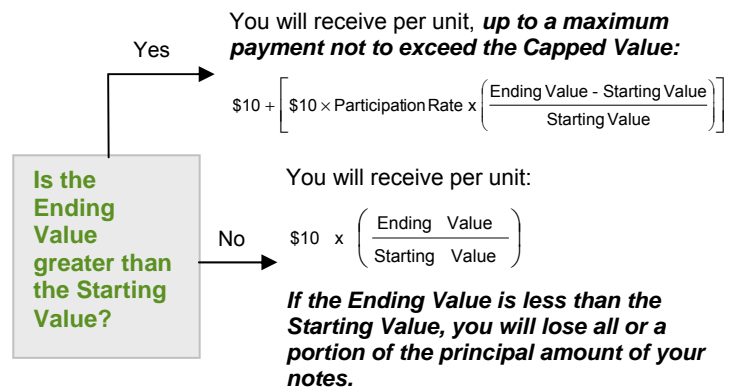 You will receive per unit, up to a maximum
payment not to exceed the Capped Value:
Yes
$10 + [ $10 × Participation Rate x ( Ending Value - Starting Value
Starting Value ) ]
Is the
Ending
Value
greater than
the Starting
Value?
No
You will receive per unit:
$10 x ( Ending Value
Starting Value )
If the Ending Value is less than the
Starting Value, you will lose all or a
portion of the principal amount of your
notes.